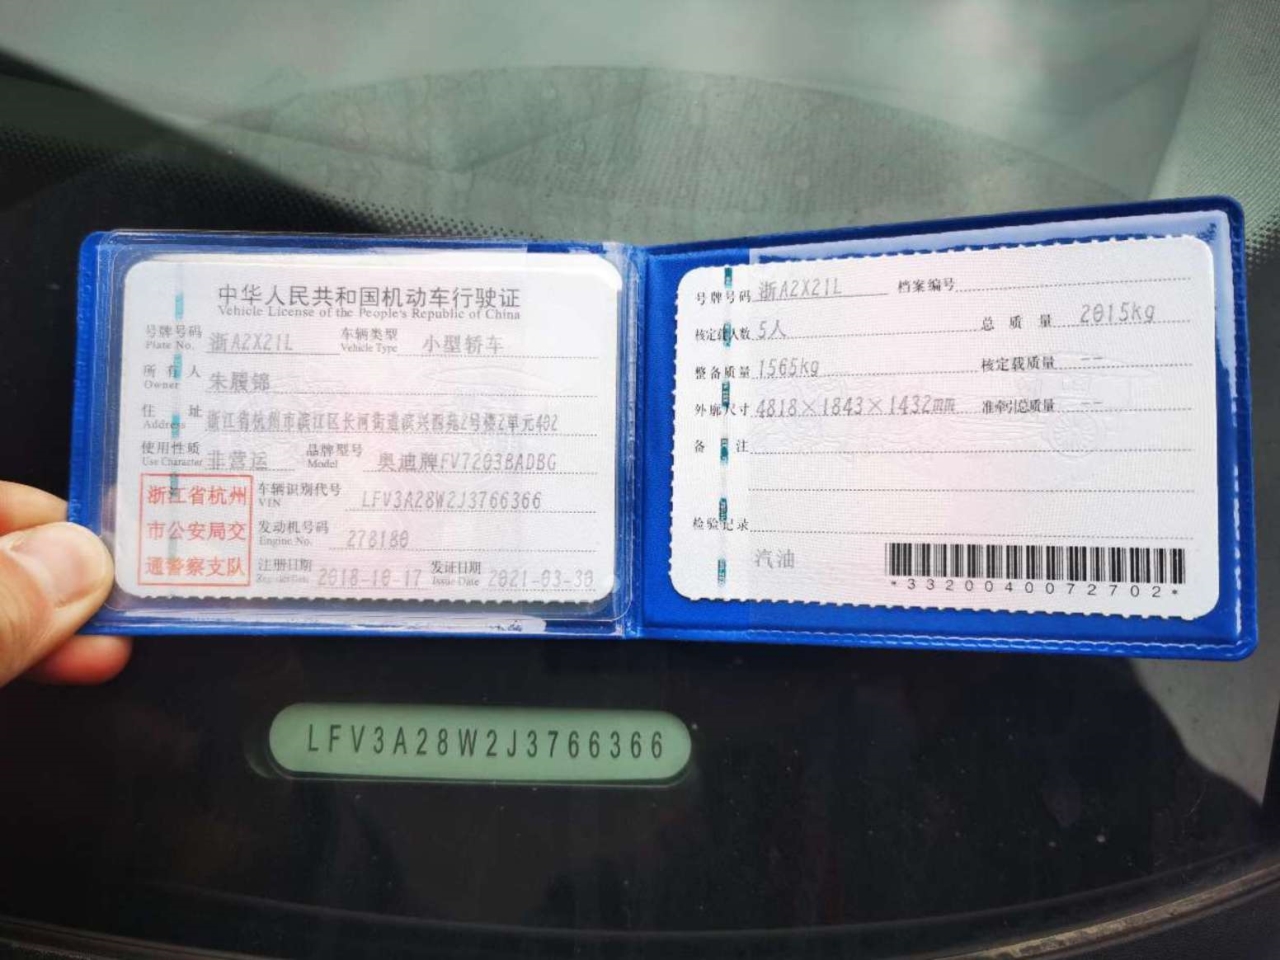 中华人民共和国机动车行驶证
Vehicle License of the People's Republic of China
号牌号码 浙A2X21L 车辆类型 小型轿车
Plate No. Vehicle Type
所有人 朱履锦
Owner
住址 浙江省杭州市滨江区长河街道滨兴西苑2号楼2单元402
Address
使用性质 非营运 品牌型号 奥迪牌FV7203BADBG
Use Character Model
浙江省杭州
市公安局交
通警察支队
车辆识别代号 LFV3A28W2J3766366
VIN
发动机号码 278180
Engine No.
注册日期 2018-10-17 发证日期 2021-03-30
Register Date Issue Date
号牌号码 浙A2X21L 档案编号
核定载人数 5人 总质量 2015kg
整备质量 1565kg 核定载质量 --
外廓尺寸 4818×1843×1432mm 准牵引总质量 --
备注
检验记录
汽油
*3320040072702*
LFV3A28W2J3766366